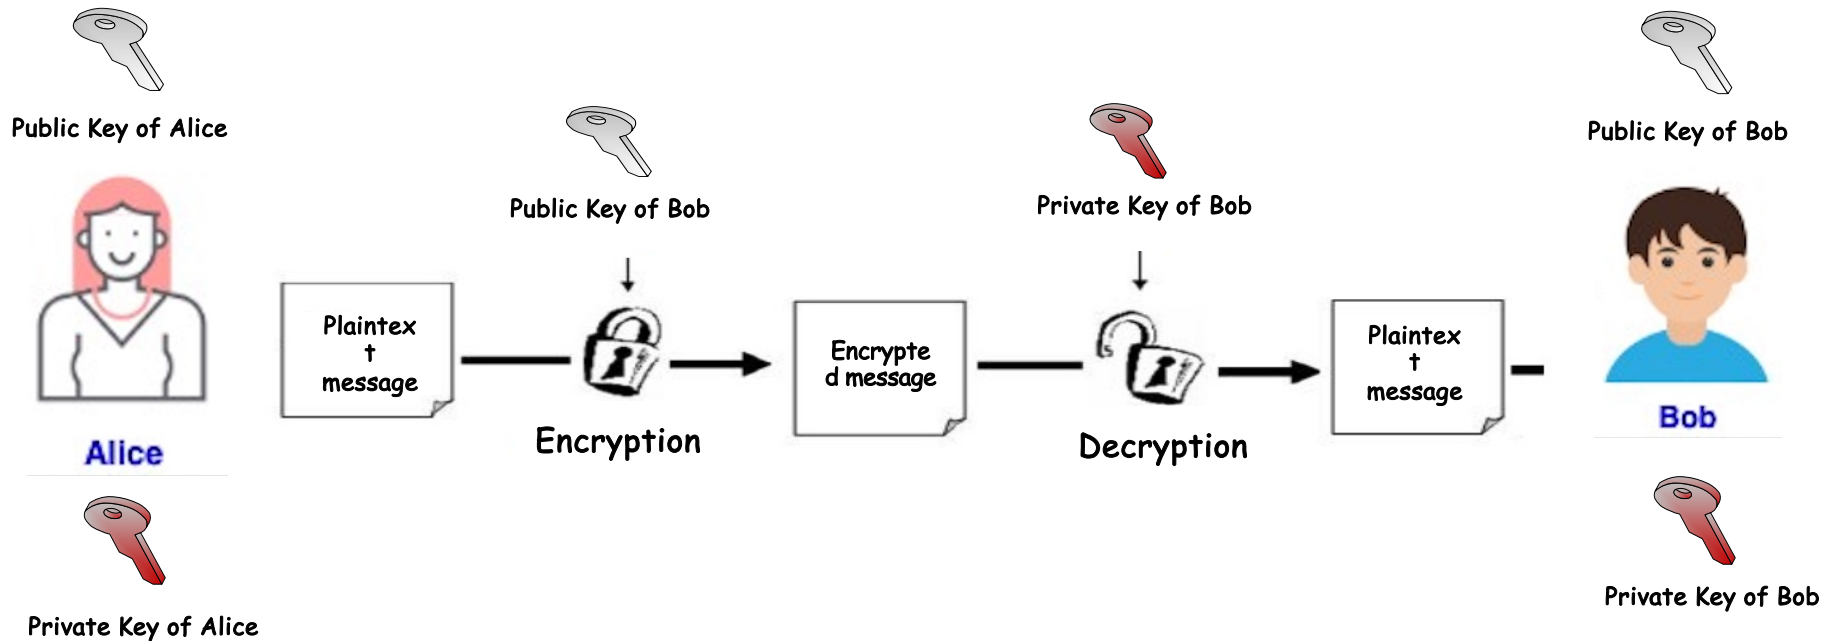 Public Key of Alice
Public Key of Bob
Public Key of Bob
Private Key of Bob
Plaintex
t
message
Encrypte
d message
Plaintex
t
message
Encryption
Decryption
Alice
Bob
Private Key of Alice
Private Key of Bob